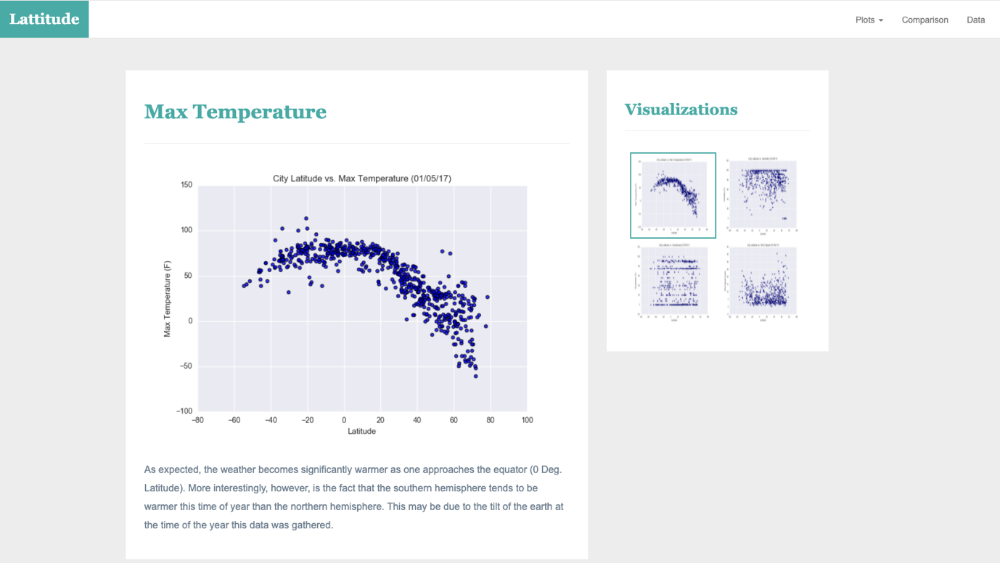 Lattitude
Plots
Comparison
Data
Max Temperature
City Latitude vs. Max Temperature (01/05/17)
150
100
50
0
−50
−100
Max Temperature (F)
−80 −60 −40 −20 0 20 40 60 80 100
Latitude
As expected, the weather becomes significantly warmer as one approaches the equator (0 Deg.
Latitude). More interestingly, however, is the fact that the southern hemisphere tends to be
warmer this time of year than the northern hemisphere. This may be due to the tilt of the earth at
the time of the year this data was gathered.
Visualizations